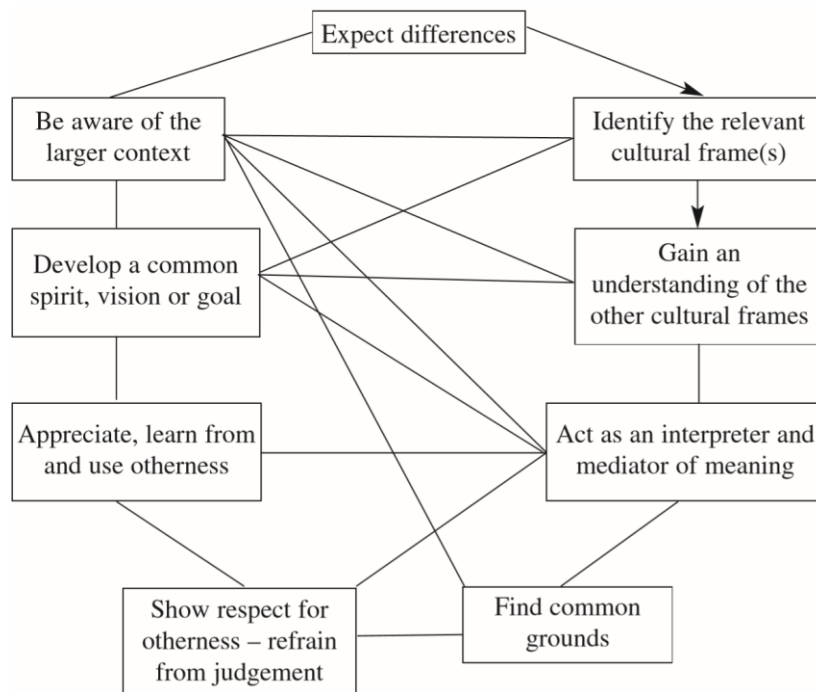 Expect differences
Be aware of the
larger context
Identify the relevant
cultural frame(s)
Develop a common
spirit, vision or goal
Gain an
understanding of the
other cultural frames
Appreciate, learn from
and use otherness
Act as an interpreter and
mediator of meaning
Show respect for
otherness – refrain
from judgement
Find common
grounds